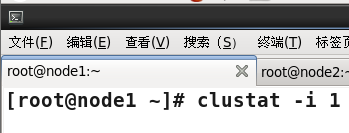 文件(F) 编辑(E) 查看(V) 搜索 (S) 终端(T) 标签页
root@node1:~ root@node2:~
[root@node1 ~]# clustat -i 1